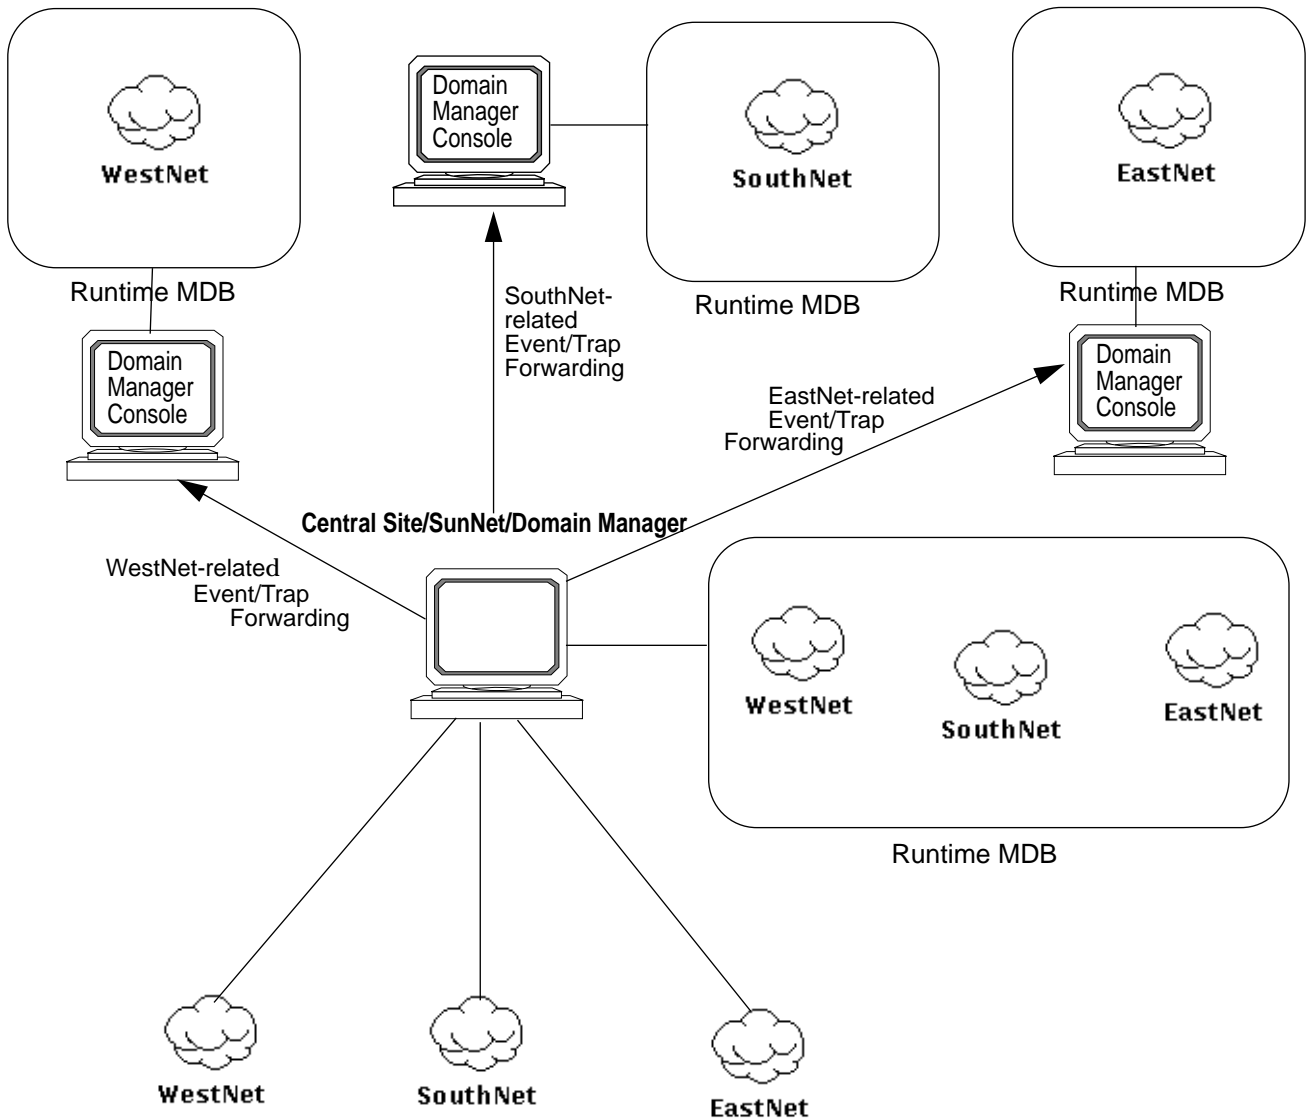 WestNet
Runtime MDB
Domain
Manager
Console
Domain
Manager
Console
SouthNet
Runtime MDB
EastNet
Runtime MDB
Domain
Manager
Console
SouthNet-
related
Event/Trap
Forwarding
EastNet-related
Event/Trap
Forwarding
Central Site/SunNet/Domain Manager
WestNet-related
Event/Trap
Forwarding
WestNet
SouthNet
EastNet
Runtime MDB
WestNet
SouthNet
EastNet